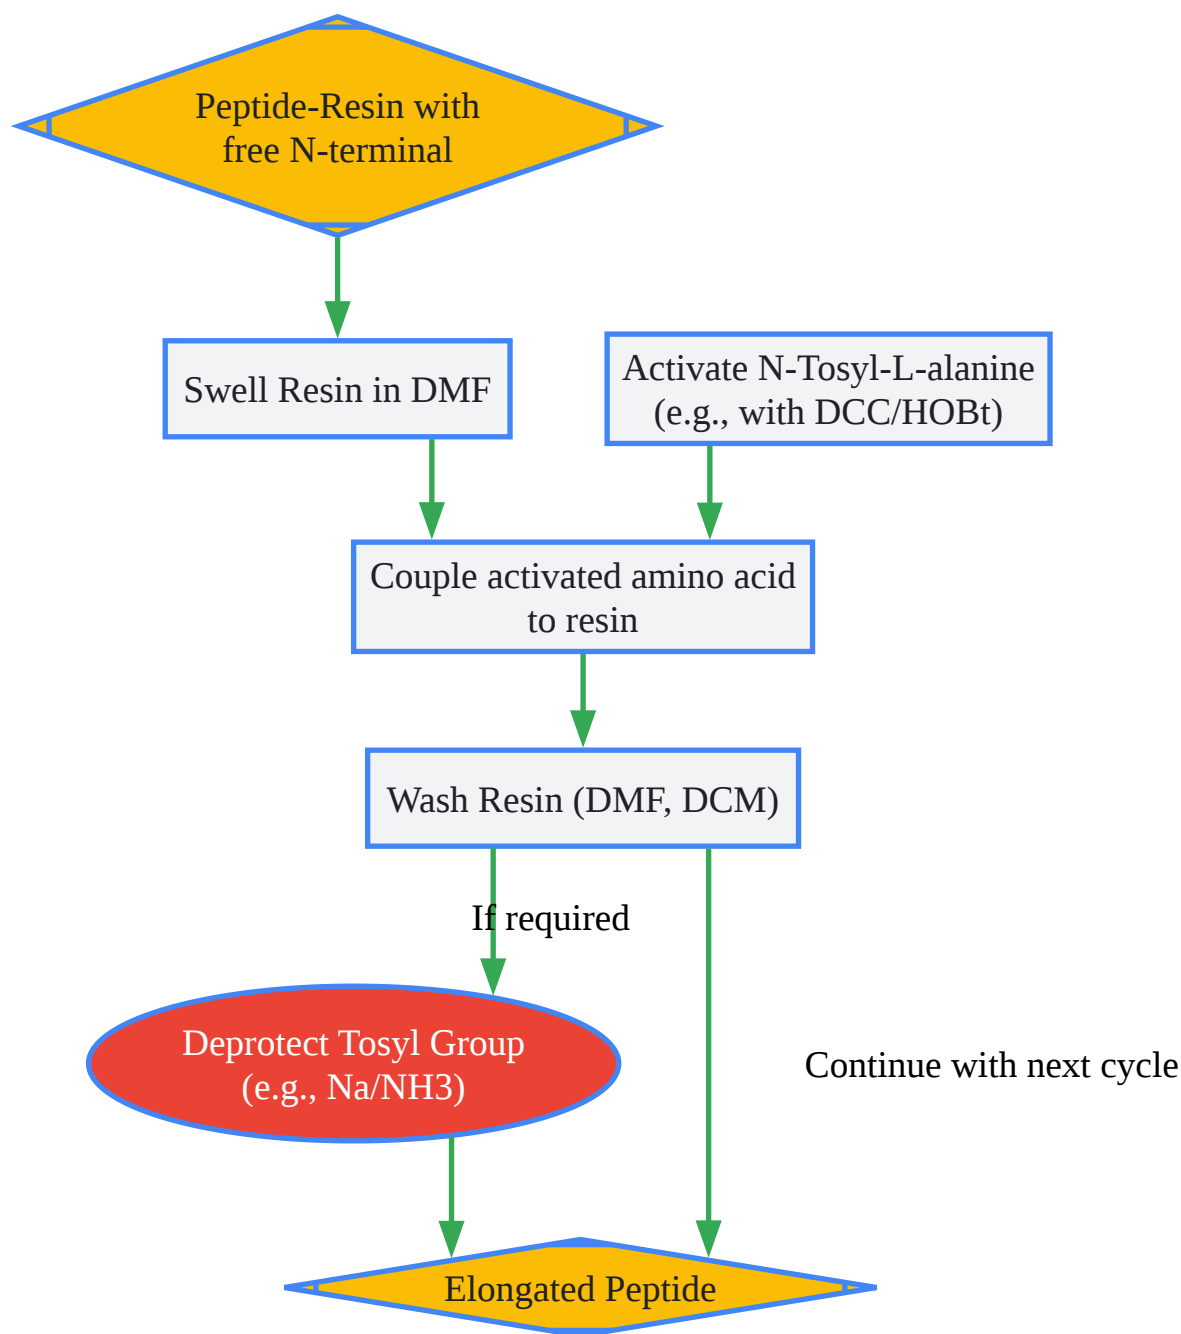 Peptide-Resin with
free N-terminal
Swell Resin in DMF
Activate N-Tosyl-L-alanine
(e.g., with DCC/HOBt)
Couple activated amino acid
to resin
Wash Resin (DMF, DCM)
If required
Deprotect Tosyl Group
(e.g., Na/NH3)
Continue with next cycle
Elongated Peptide